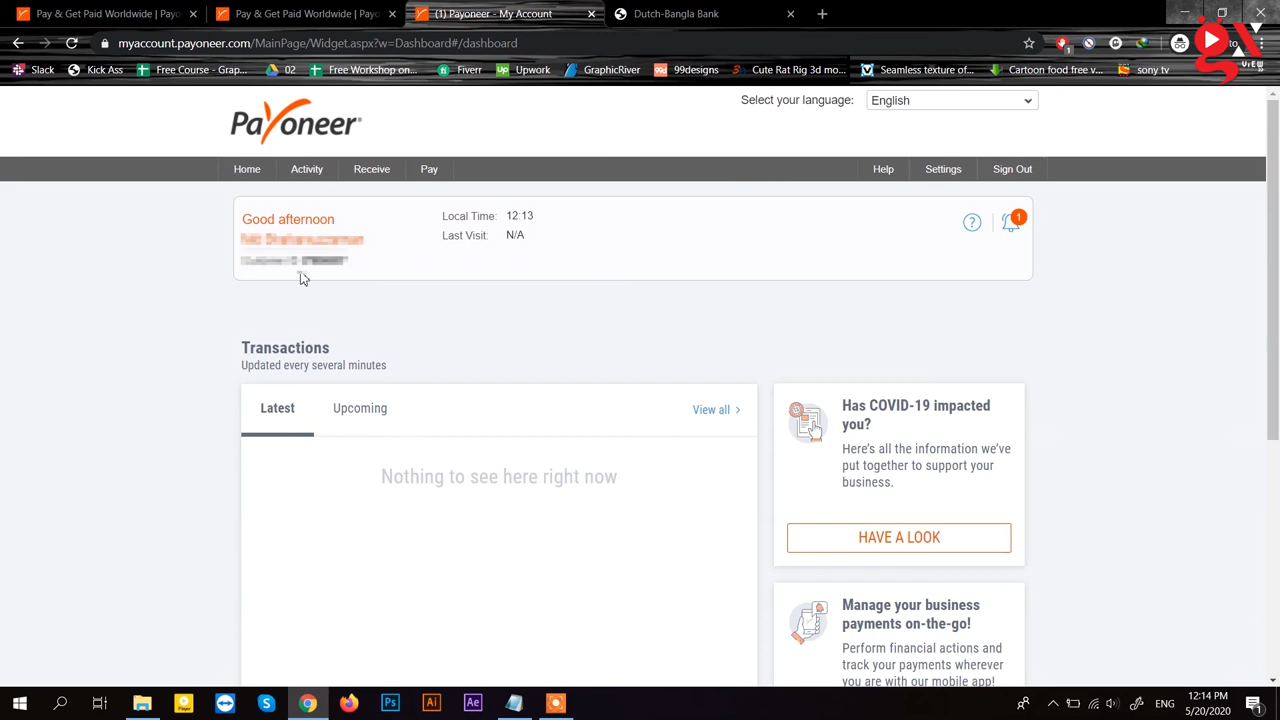 Pay & Get Paid Worldwide | Payo
Pay & Get Paid Worldwide | Payo
(1) Payoneer - My Account
Dutch-Bangla Bank
myaccount.payoneer.com/MainPage/Widget.aspx?w=Dashboard#/dashboard
Slack
Kick Ass
Free Course - Grap...
02
Free Workshop on...
Fiverr
Upwork
GraphicRiver
99designs
Cute Rat Rig 3d mo...
Seamless texture of...
Cartoon food free v...
sony tv
VIEW
Payoneer
Select your language:
English
Home
Activity
Receive
Pay
Help
Settings
Sign Out
Good afternoon
Local Time: 12:13
Last Visit: N/A
1
Transactions
Updated every several minutes
Latest
Upcoming
View all >
Nothing to see here right now
Has COVID-19 impacted
you?
Here's all the information we've
put together to support your
business.
HAVE A LOOK
Manage your business
payments on-the-go!
Perform financial actions and
track your payments wherever
you are with our mobile app!
ENG
12:14 PM
5/20/2020